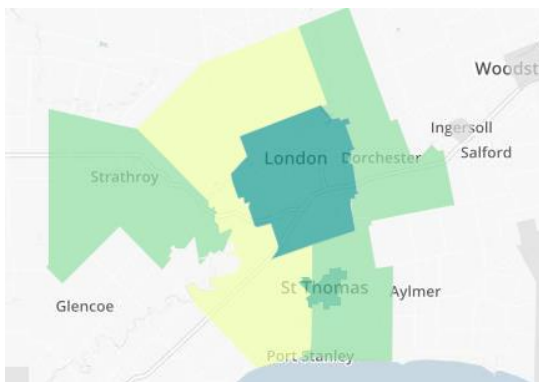 Woodst
Ingersoll
London
Dorchester
Salford
Strathroy
St Thomas
Aylmer
Glencoe
Port Stanley